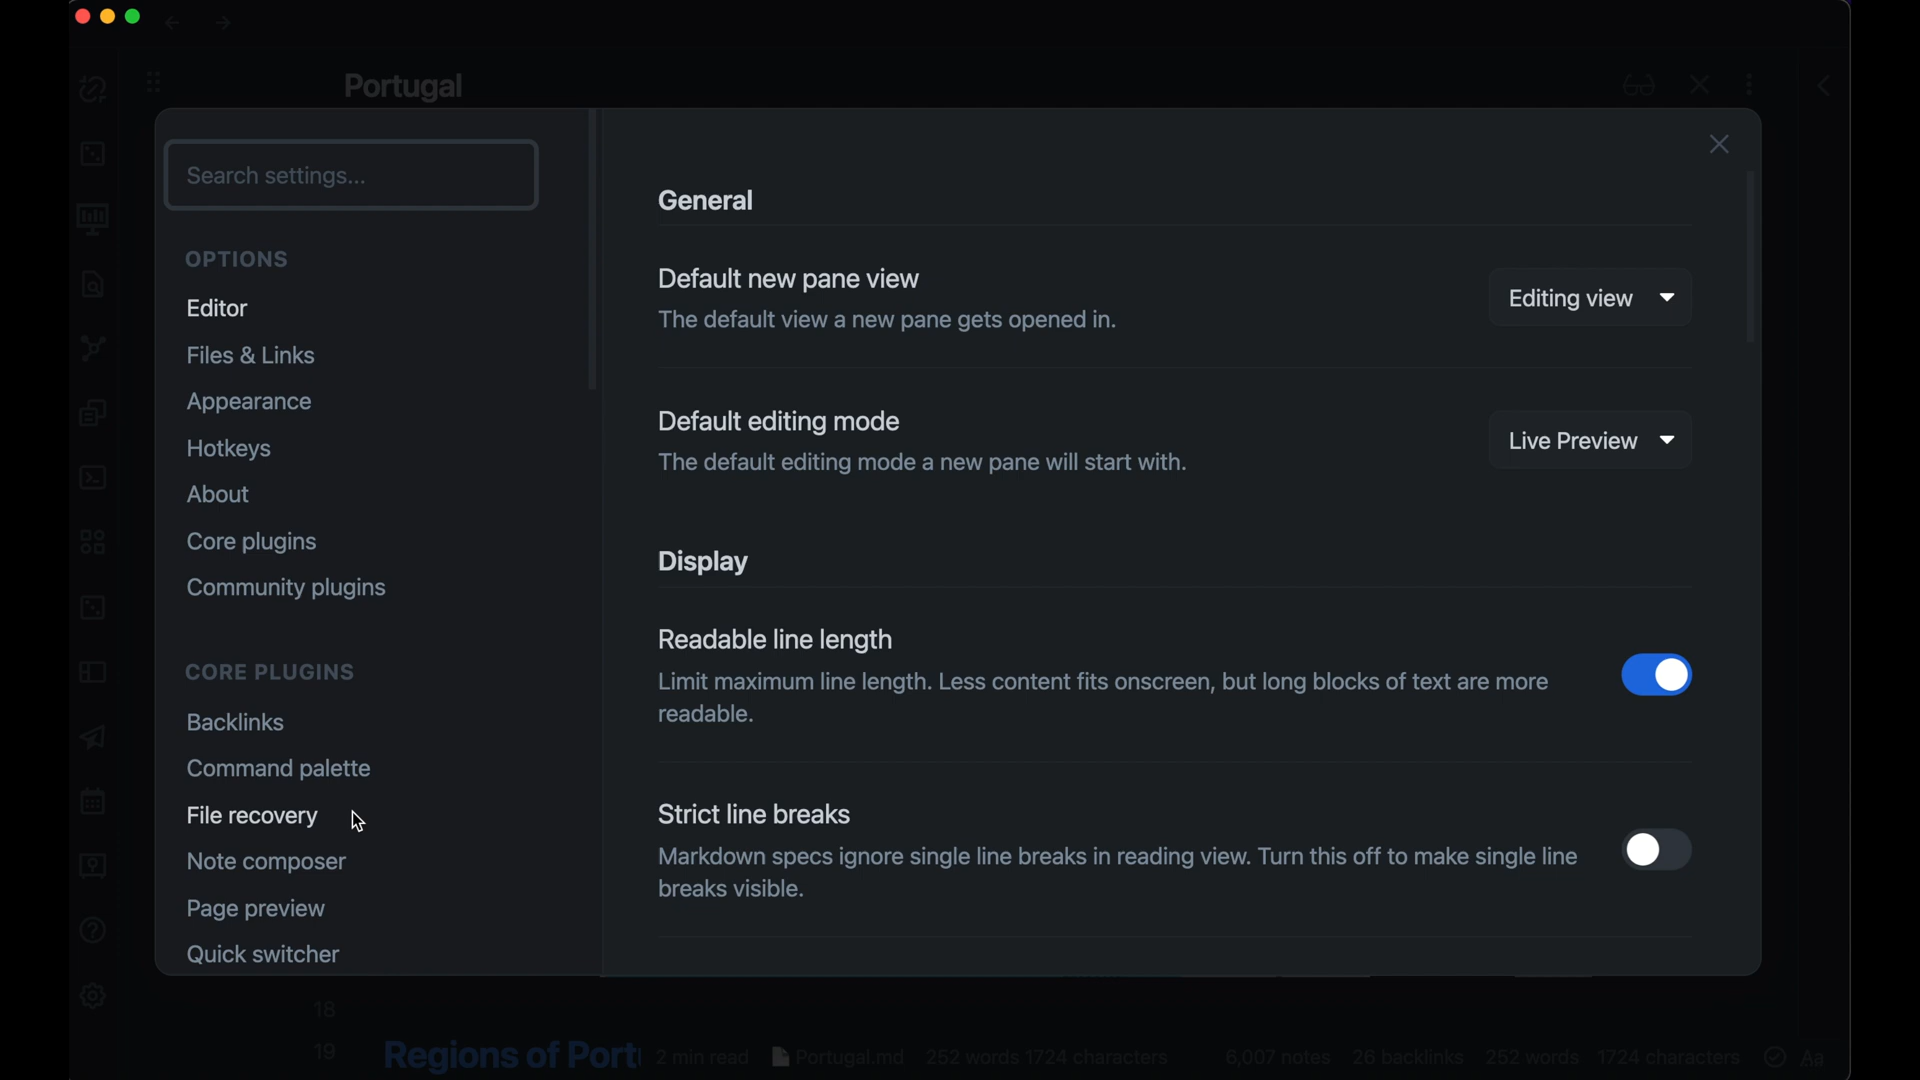 Portugal
Search settings...
OPTIONS
Editor
Files & Links
Appearance
Hotkeys
About
Core plugins
Community plugins
CORE PLUGINS
Backlinks
Command palette
File recovery
Note composer
Page preview
Quick switcher
General
Default new pane view
The default view a new pane gets opened in.
Editing view
Default editing mode
The default editing mode a new pane will start with.
Live Preview
Display
Readable line length
Limit maximum line length. Less content fits onscreen, but long blocks of text are more
readable.
Strict line breaks
Markdown specs ignore single line breaks in reading view. Turn this off to make single line
breaks visible.
18
19 Regions of Port
2 min read Portugal.md 252 words 1724 characters 6,007 notes 26 backlinks 252 words 1724 characters Aa